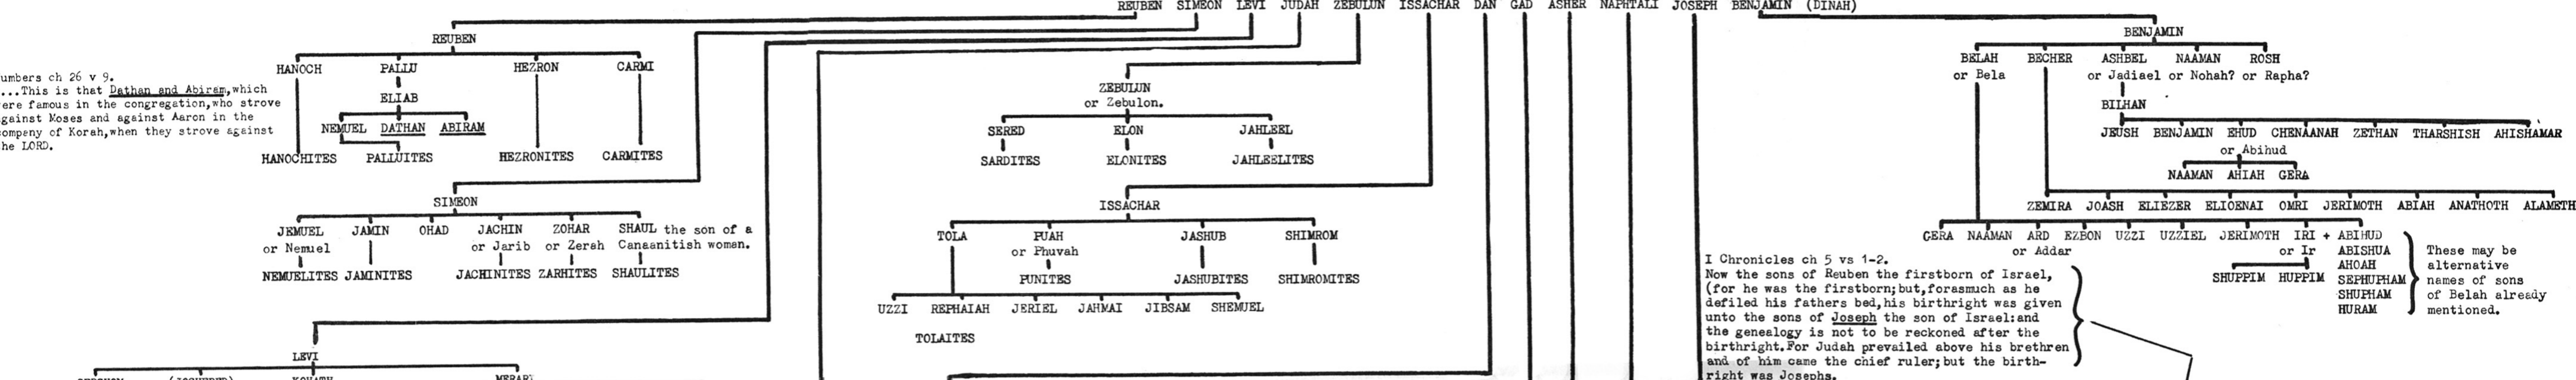 REUBEN SIMEON LEVI JUDAH ZEBULUN ISSACHAR DAN GAD ASHER NAPHTALI JOSEPH BENJAMIN (DINAH)
REUBEN
HANOCH PALLU HEZRON CARMI
ELIAB
NEMUEL DATHAN ABIRAM
HANOCHITES PALLUITES HEZRONITES CARMITES
umbers ch 26 v 9.
...This is that Dathan and Abiram,which
ere famous in the congregation,who strove
gainst Moses and against Aaron in the
ompany of Korah,when they strove against
he LORD.
SIMEON
JEMUEL JAMIN OHAD JACHIN ZOHAR SHAUL the son of a
or Nemuel or Jarib or Zerah Canaanitish woman.
NEMUELITES JAMINITES JACHINITES ZARHITES SHAULITES
LEVI
(JOCHEBED) KOHATH MERARI
ZEBULUN
or Zebulon.
SERED ELON JAHLEEL
SARDITES ELONITES JAHLEELITES
ISSACHAR
TOLA PUAH JASHUB SHIMROM
or Phuvah
PUNITES JASHUBITES SHIMROMITES
UZZI REPHAIAH JERIEL JAHMAI JIBSAM SHEMUEL
TOLAITES
BENJAMIN
BELAH BECHER ASHBEL NAAMAN ROSH
or Bela or Jadiael or Nohah? or Rapha?
BILHAN
JEUSH BENJAMIN EHUD CHENAANAH ZETHAN THARSHISH AHISHAMAR
or Abihud
NAAMAN AHIAH GERA
ZEMIRA JOASH ELIEZER ELIOENAI OMRI JERIMOTH ABIAH ANATHOTH ALAMETH
GERA NAAMAN ARD EZBON UZZI UZZIEL JERIMOTH IRI + ABIHUD
or Addar or Ir ABISHUA
AHOAH
SHUPPIM HUPPIM SEPHUPHAM
SHUPHAM
HURAM
These may be
alternative
names of sons
of Belah already
mentioned.
I Chronicles ch 5 vs 1-2.
Now the sons of Reuben the firstborn of Israel,
(for he was the firstborn;but,forasmuch as he
defiled his fathers bed,his birthright was given
unto the sons of Joseph the son of Israel:and
the genealogy is not to be reckoned after the
birthright.For Judah prevailed above his brethren
and of him came the chief ruler;but the birth-
right was Josephs.